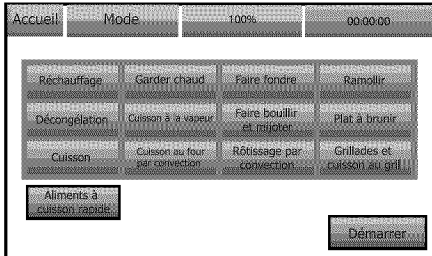 Accueil Mode 100% 00:00:00
Réchauffage Garder chaud Faire fondre Ramollir
Décongélation Cuisson à la vapeur Faire bouillir et mijoter Plat à brunir
Cuisson Cuisson au four par convection Rôtissage par convection Grillades et cuisson au gril
Aliments à
cuisson rapide
Démarrer